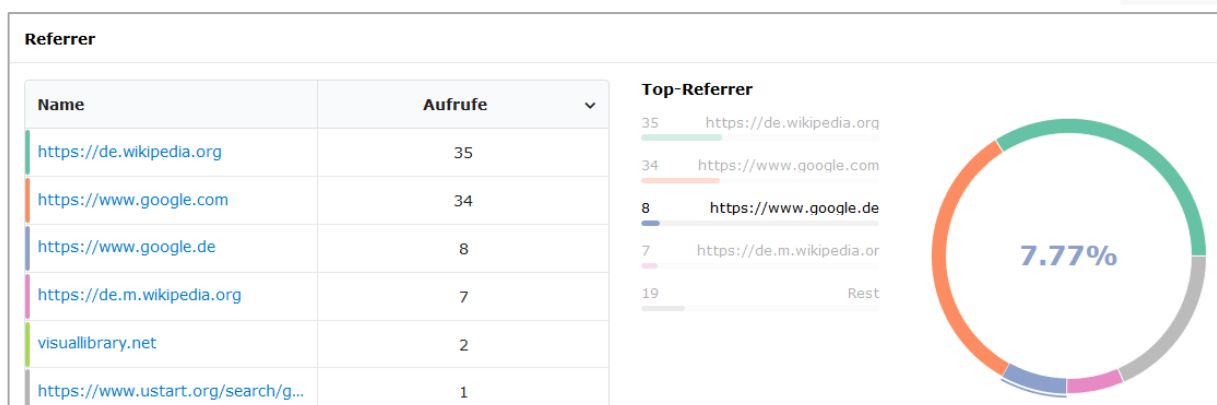 Referrer
Name Aufrufe
https://de.wikipedia.org 35
https://www.google.com 34
https://www.google.de 8
https://de.m.wikipedia.org 7
visuallibrary.net 2
https://www.ustart.org/search/g... 1
Top-Referrer
35 https://de.wikipedia.org
34 https://www.google.com
8 https://www.google.de
7 https://de.m.wikipedia.or
19 Rest
7.77%